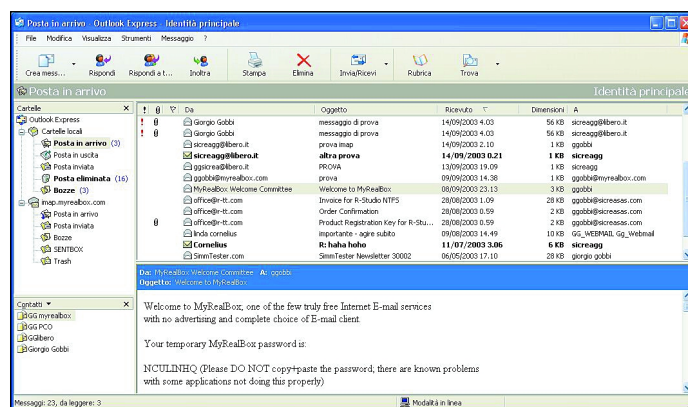 Posta in arrivo - Outlook Express - Identità principale
File Modifica Visualizza Strumenti Messaggio ?
Crea mess... Rispondi Rispondi a t... Inoltra Stampa Elimina Invia/Ricevi Rubrica Trova
Posta in arrivo Identità principale
Cartelle X
Outlook Express
Cartelle locali
Posta in arrivo (3)
Posta in uscita
Posta inviata
Posta eliminata (16)
Bozze (3)
imap.myrealbox.com
Posta in arrivo
Posta inviata
Bozze
SENTBOX
Trash
Contatti X
GG myrealbox
GG PCO
GGlibero
Giorgio Gobbi
! Da Oggetto Ricevuto Dimensioni A
! Giorgio Gobbi messaggio di prova 14/09/2003 4.03 56 KB sicreagg@libero.it
! Giorgio Gobbi messaggio di prova 14/09/2003 4.03 56 KB sicreagg@libero.it
sicreagg@libero.it prova imap 14/09/2003 2.10 1 KB ggobbi
sicreagg@libero.it altra prova 14/09/2003 0.21 1 KB sicreagg
ggsicrea@libero.it PROVA 13/09/2003 19.09 1 KB sicreagg
ggobbi@myrealbox.com prova 09/09/2003 14.38 1 KB ggobbi@myrealbox.com
MyRealBox Welcome Committee Welcome to MyRealBox 08/09/2003 23.13 3 KB ggobbi
office@r-tt.com Invoice for R-Studio NTFS 28/08/2003 1.09 28 KB ggobbi@sicreasas.com
office@r-tt.com Order Confirmation 28/08/2003 0.59 2 KB ggobbi@sicreasas.com
office@r-tt.com Product Registration Key for R-Stu... 28/08/2003 0.59 2 KB ggobbi@sicreasas.com
linda cornelius importante - agire subito 09/08/2003 14.49 10 KB GG_WEBMAIL Gg_Webmail
Cornelius R: haha hoho 11/07/2003 3.06 6 KB sicreagg
SimmTester.com SimmTester Newsletter 30002 06/05/2003 17.10 28 KB giorgio gobbi
Da: MyRealBox Welcome Committee A: ggobbi
Oggetto: Welcome to MyRealBox
Welcome to MyRealBox, one of the few truly free Internet E-mail services
with no advertising and complete choice of E-mail client.
Your temporary MyRealBox password is:
NCULINHQ (Please DO NOT copy+paste the password; there are known problems
with some applications not doing this properly)
Messaggi: 23, da leggere: 3 Modalità in linea